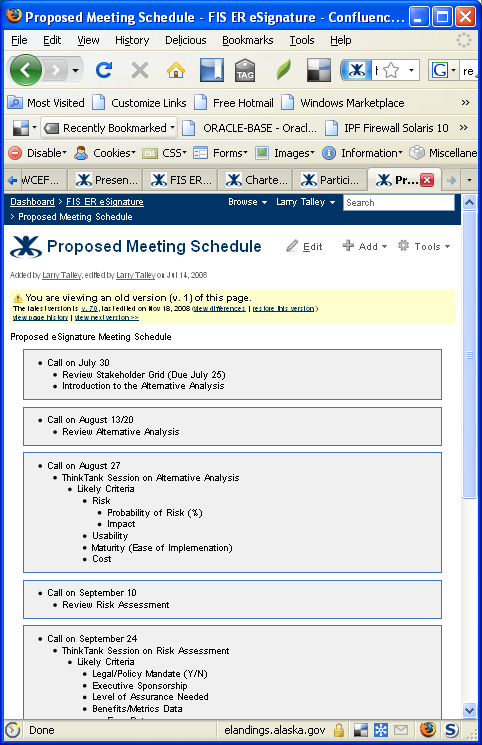 Proposed Meeting Schedule - FIS ER eSignature - Confluenc...
File Edit View History Delicious Bookmarks Tools Help
TAG G re
Most Visited Customize Links Free Hotmail Windows Marketplace »
Recently Bookmarked ORACLE-BASE - Oracl... IPF Firewall Solaris 10 »
Disable Cookies CSS Forms Images Information Miscellane
WCEF... Presen... FIS ER... Charte... Partici... Pr...
Dashboard > FIS ER eSignature Browse Larry Talley Search
> Proposed Meeting Schedule
Proposed Meeting Schedule Edit Add Tools
Added by Larry Talley, edited by Larry Talley on Jul 14, 2008
You are viewing an old version (v. 1) of this page.
The latest version is v. 70, last edited on Nov 18, 2008 (view differences | restore this version )
view page history | view next version >>
Proposed eSignature Meeting Schedule
• Call on July 30
• Review Stakeholder Grid (Due July 25)
• Introduction to the Alternative Analysis
• Call on August 13/20
• Review Alternative Analysis
• Call on August 27
• ThinkTank Session on Alternative Analysis
• Likely Criteria
• Risk
• Probability of Risk (%)
• Impact
• Usability
• Maturity (Ease of Implemenation)
• Cost
• Call on September 10
• Review Risk Assessment
• Call on September 24
• ThinkTank Session on Risk Assessment
• Likely Criteria
• Legal/Policy Mandate (Y/N)
• Executive Sponsorship
• Level of Assurance Needed
• Benefits/Metrics Data
Done elandings.alaska.gov